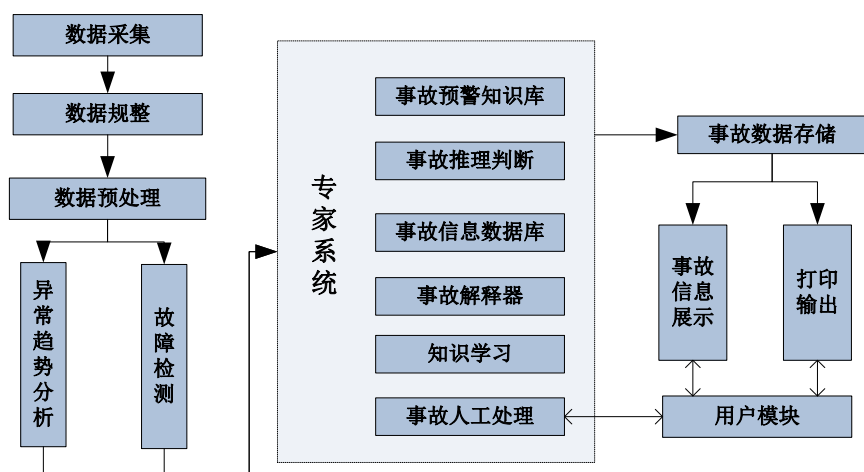 数据采集
数据规整
数据预处理
异常趋势分析
故障检测
专家系统
事故预警知识库
事故推理判断
事故信息数据库
事故解释器
知识学习
事故人工处理
事故数据存储
事故
信息
展示
打印
输出
用户模块